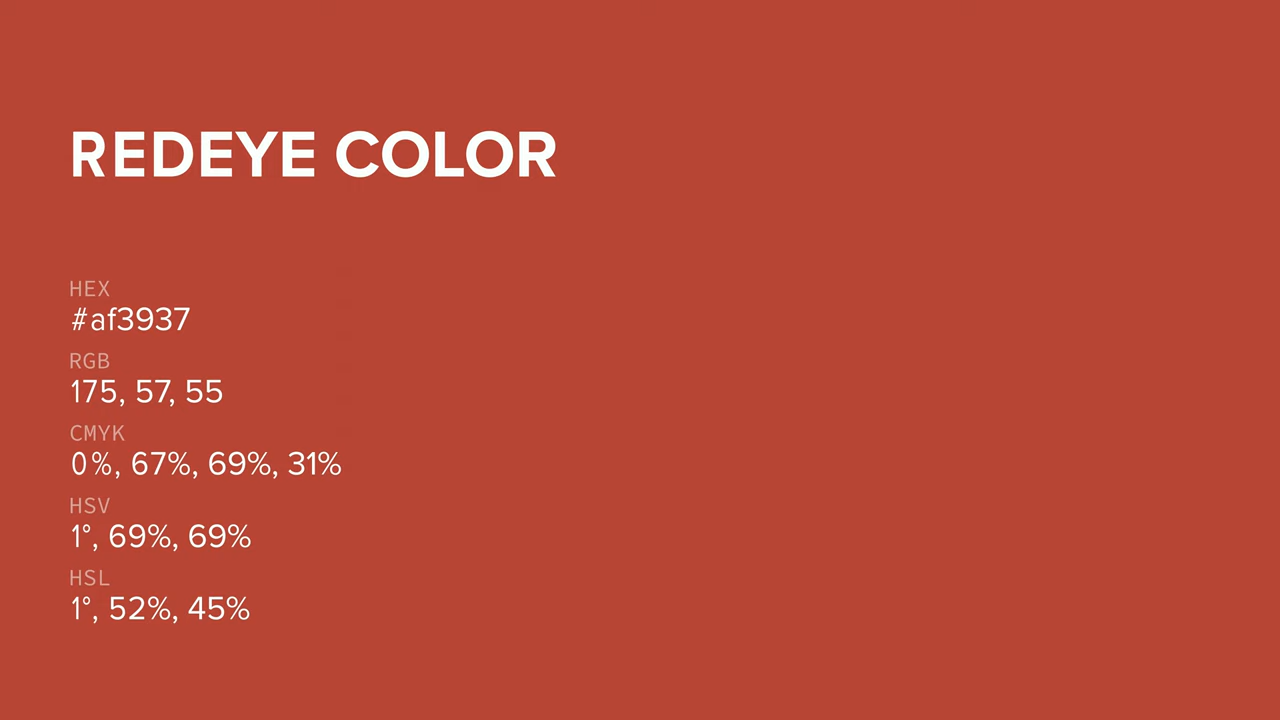 REDEYE COLOR
HEX
#af3937
RGB
175, 57, 55
CMYK
0%, 67%, 69%, 31%
HSV
1°, 69%, 69%
HSL
1°, 52%, 45%